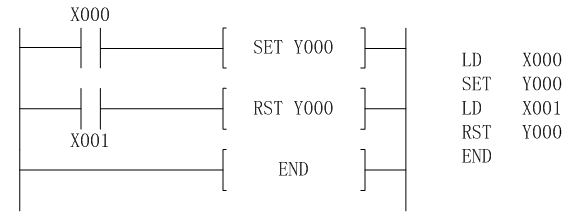 X000
SET Y000
RST Y000
X001
END
LD X000
SET Y000
LD X001
RST Y000
END